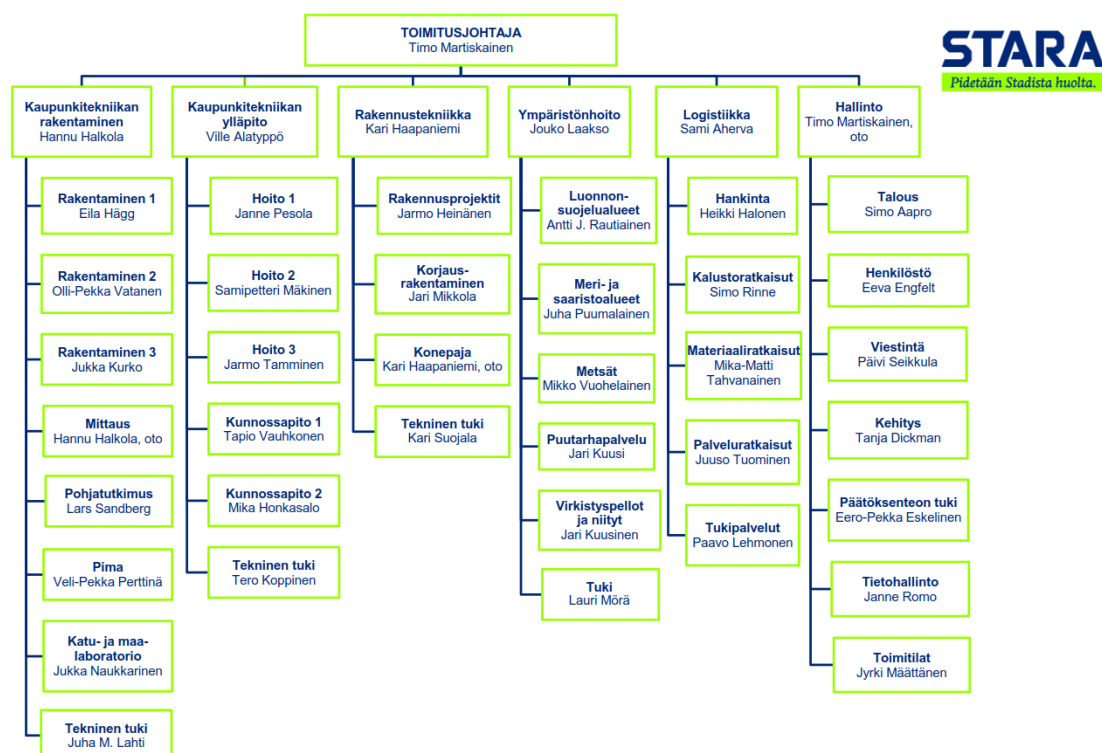 TOIMITUSJOHTAJA
Timo Martiskainen
STARA
Pidetään Stadista huolta.
Kaupunkitekniikan
rakentaminen
Hannu Halkola
Rakentaminen 1
Eila Hägg
Rakentaminen 2
Olli-Pekka Vatanen
Rakentaminen 3
Jukka Kurko
Mittaus
Hannu Halkola, oto
Pohjatutkimus
Lars Sandberg
Pima
Veli-Pekka Perttinä
Katu- ja maa-
laboratorio
Jukka Naukkarinen
Tekninen tuki
Juha M. Lahti
Kaupunkitekniikan
ylläpito
Ville Alatyppö
Hoito 1
Janne Pesola
Hoito 2
Samipetteri Mäkinen
Hoito 3
Jarmo Tamminen
Kunnossapito 1
Tapio Vauhkonen
Kunnossapito 2
Mika Honkasalo
Tekninen tuki
Tero Koppinen
Rakennustekniikka
Kari Haapaniemi
Rakennusprojektit
Jarmo Heinänen
Korjaus-
rakentaminen
Jari Mikkola
Konepaja
Kari Haapaniemi, oto
Tekninen tuki
Kari Suojala
Ympäristönhoito
Jouko Laakso
Luonnon-
suojelualueet
Antti J. Rautiainen
Meri- ja
saaristoalueet
Juha Puumalainen
Metsät
Mikko Vuohelainen
Puutarhapalvelu
Jari Kuusi
Virkistyspellot
ja niityt
Jari Kuusinen
Tuki
Lauri Mörä
Logistiikka
Sami Aherva
Hankinta
Heikki Halonen
Kalustoratkaisut
Simo Rinne
Materiaaliratkaisut
Mika-Matti
Tahvanainen
Palveluratkaisut
Juuso Tuominen
Tukipalvelut
Paavo Lehmonen
Hallinto
Timo Martiskainen,
oto
Talous
Simo Aapro
Henkilöstö
Eeva Engfelt
Viestintä
Päivi Seikkula
Kehitys
Tanja Dickman
Päätöksenteon tuki
Eero-Pekka Eskelinen
Tietohallinto
Janne Romo
Toimitilat
Jyrki Määttänen